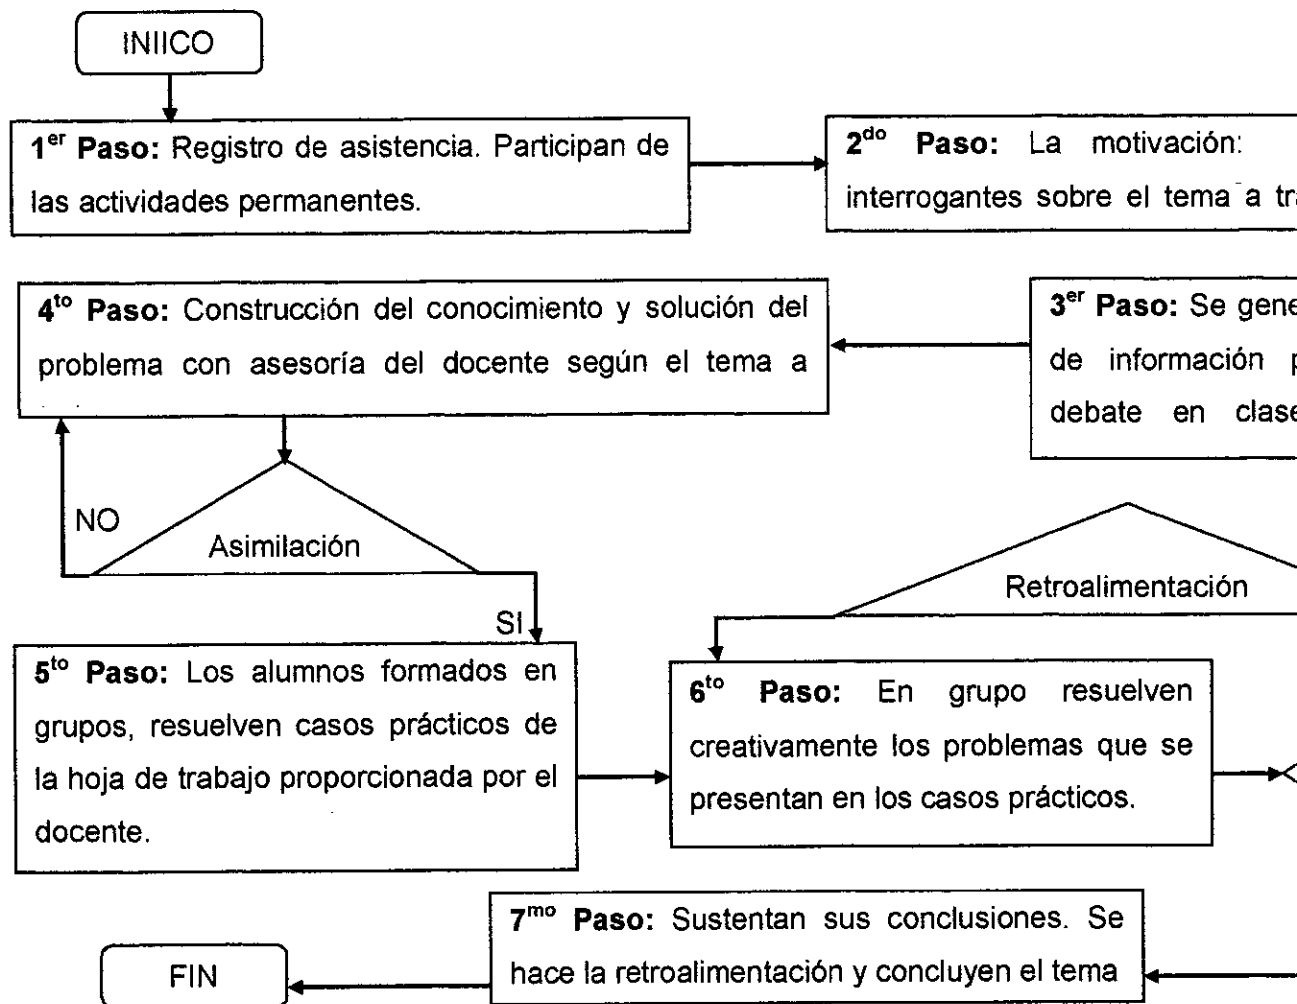 INIICO
1er Paso: Registro de asistencia. Participan de
las actividades permanentes.
2do Paso: La motivación:
interrogantes sobre el tema a
4to Paso: Construcción del conocimiento y solución del
problema con asesoría del docente según el tema a
3er Paso: Se
de información
debate en
NO
Asimilación
SI
Retroalimentación
5to Paso: Los alumnos formados en
grupos, resuelven casos prácticos de
la hoja de trabajo proporcionada por el
docente.
6to Paso: En grupo resuelven
creativamente los problemas que se
presentan en los casos prácticos.
7mo Paso: Sustentan sus conclusiones. Se
hace la retroalimentación y concluyen el tema
FIN